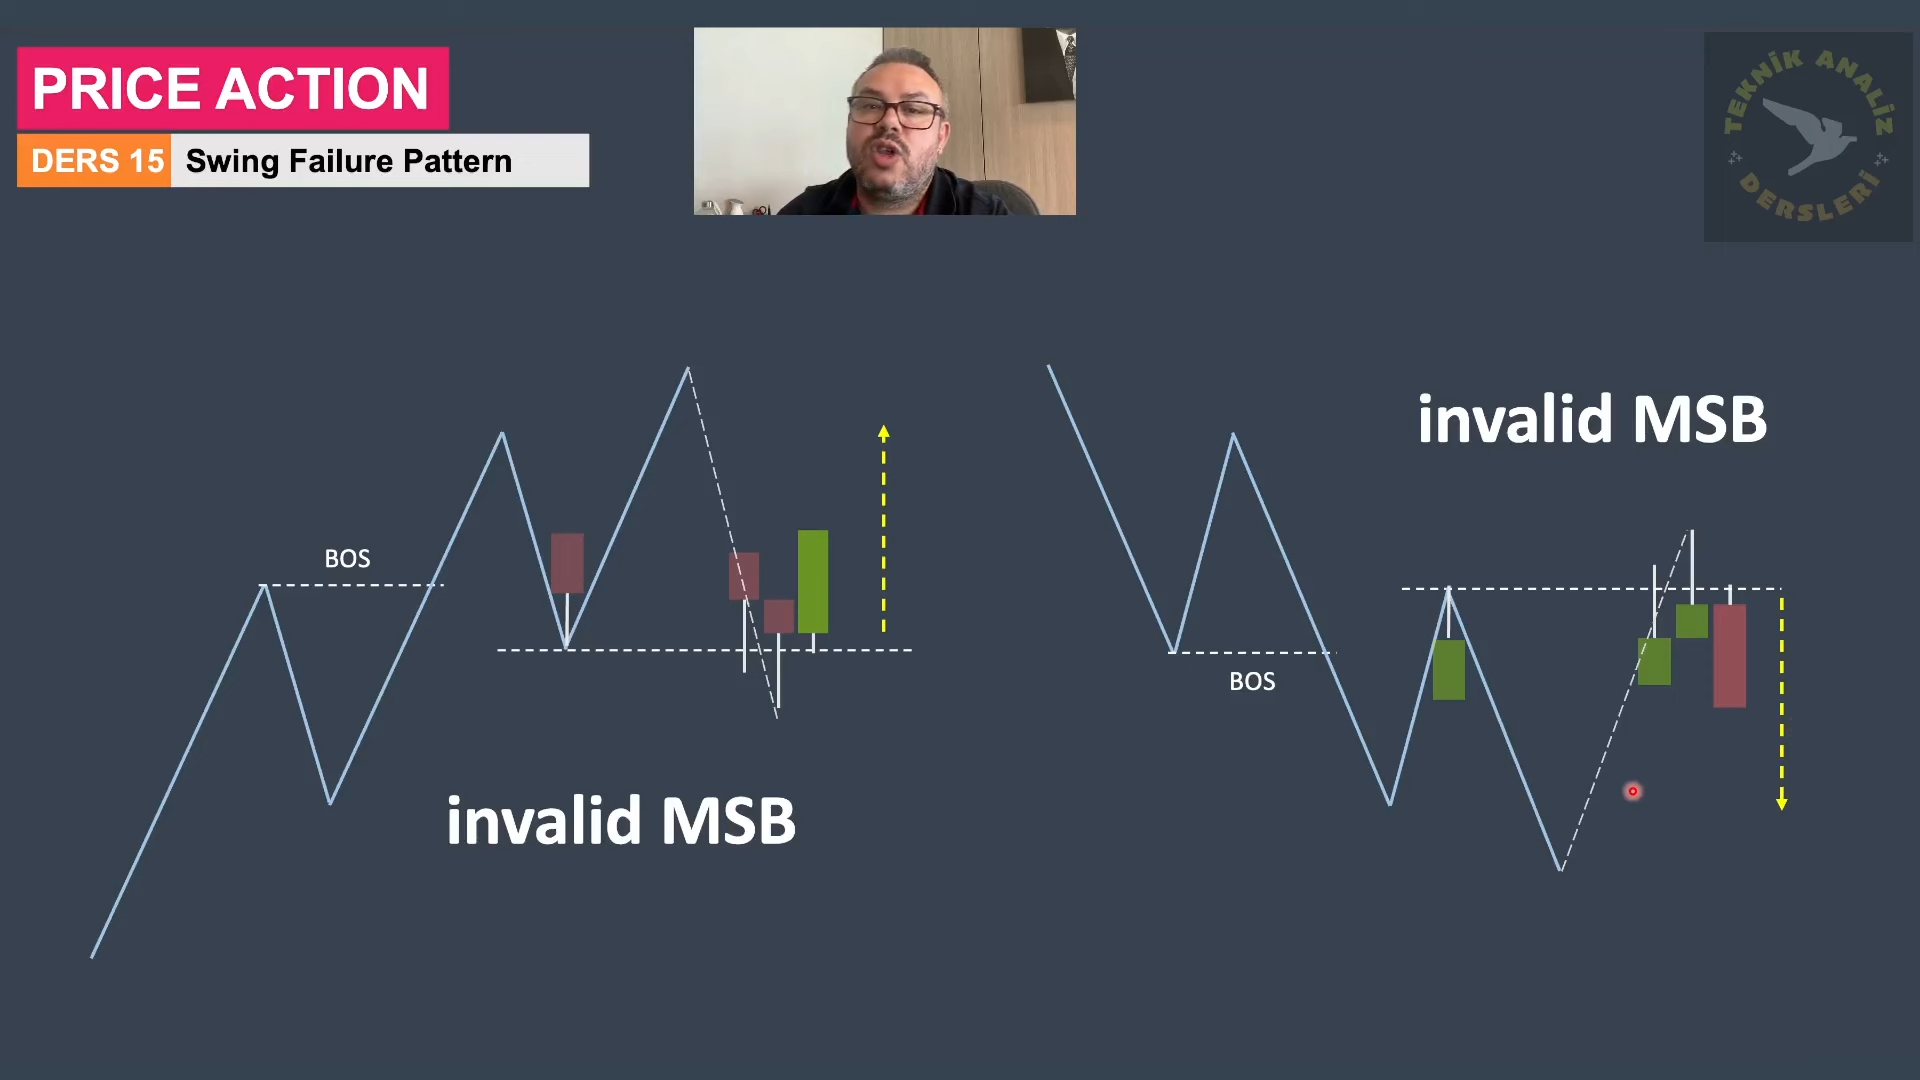 PRICE ACTION
DERS 15 Swing Failure Pattern
TEKNİK ANALİZ
DERSLERİ
invalid MSB
BOS
BOS
invalid MSB